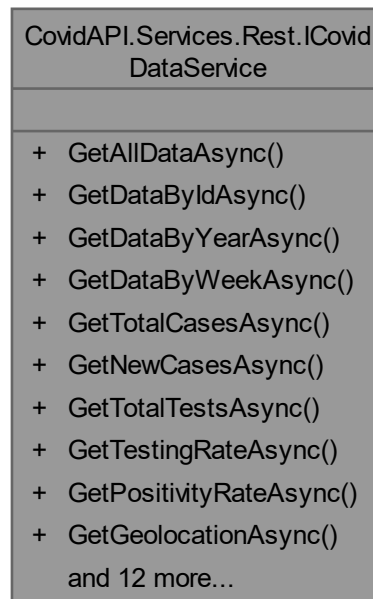 CovidAPI.Services.Rest.ICovid
DataService
+ GetAllDataAsync()
+ GetDataByIdAsync()
+ GetDataByYearAsync()
+ GetDataByWeekAsync()
+ GetTotalCasesAsync()
+ GetNewCasesAsync()
+ GetTotalTestsAsync()
+ GetTestingRateAsync()
+ GetPositivityRateAsync()
+ GetGeolocationAsync()
and 12 more...